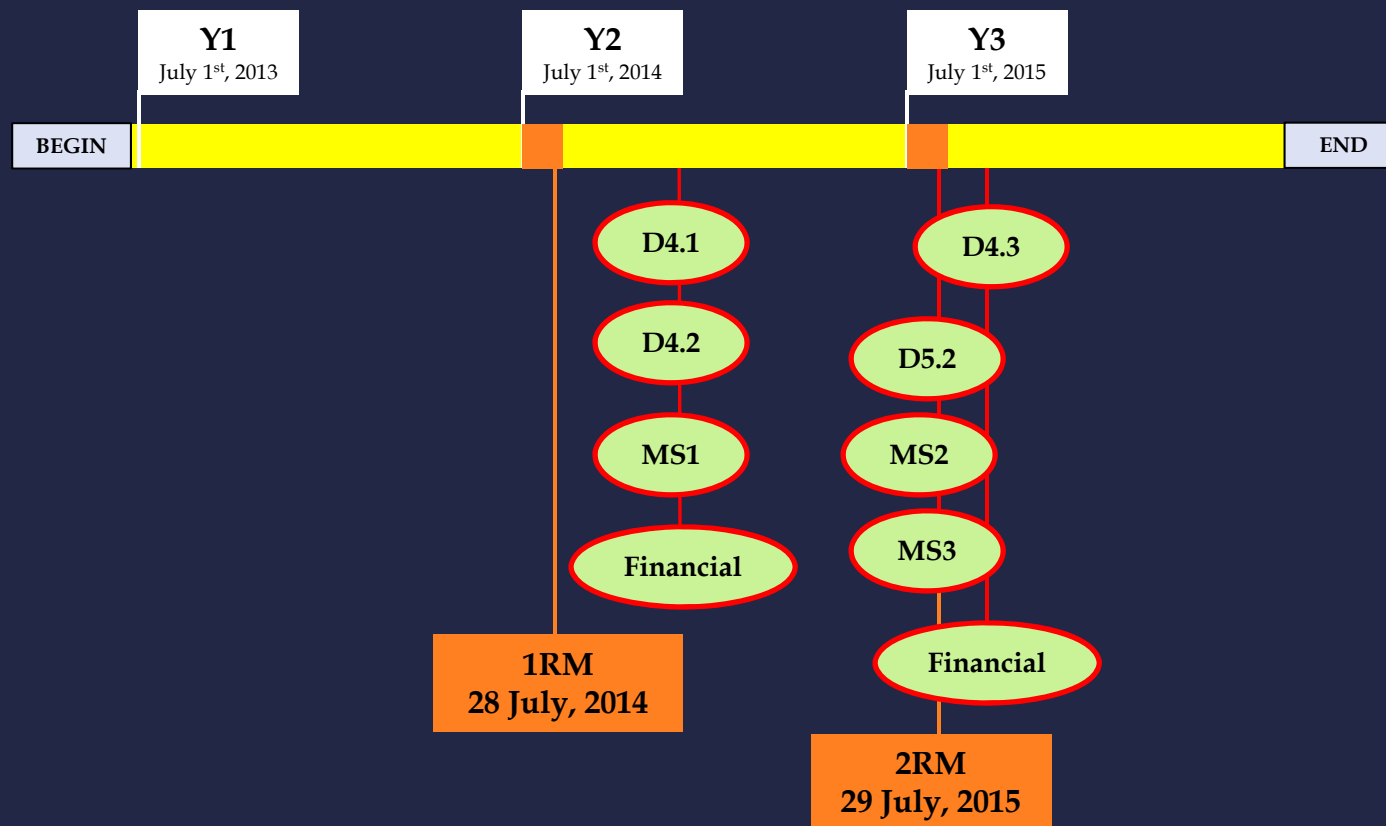 Y1
July 1st, 2013
Y2
July 1st, 2014
Y3
July 1st, 2015
BEGIN
END
D4.1
D4.3
D4.2
D5.2
MS1
MS2
MS3
Financial
Financial
1RM
28 July, 2014
2RM
29 July, 2015